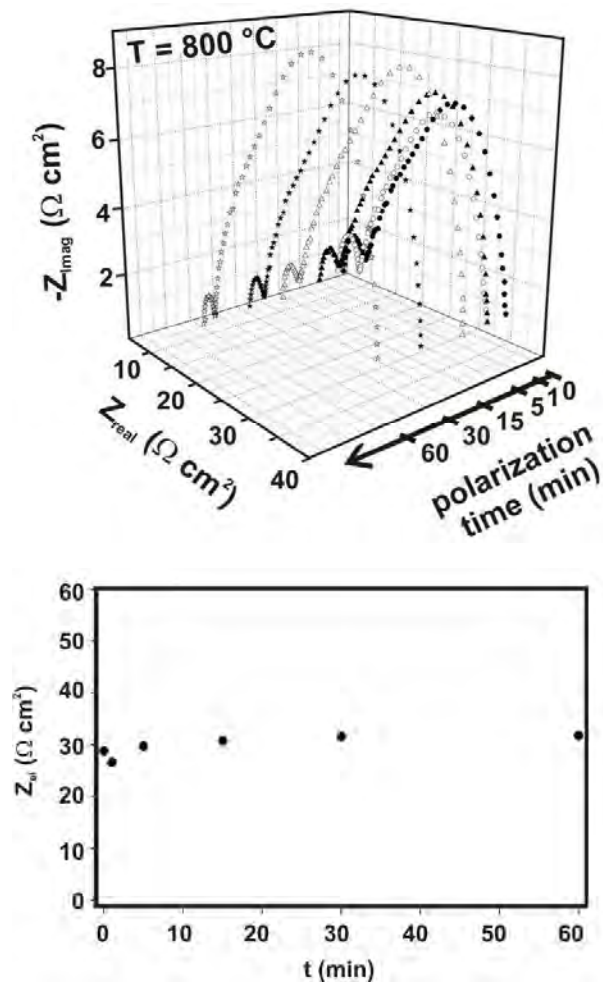 T = 800 °C
8
6
4
2
-Z_Imag (Ω cm²)
10
20
30
40
Z_real (Ω cm²)
60 30 15 5 1 0
polarization
time (min)
60
50
40
30
20
10
0
Z_el (Ω cm²)
0 10 20 30 40 50 60
t (min)